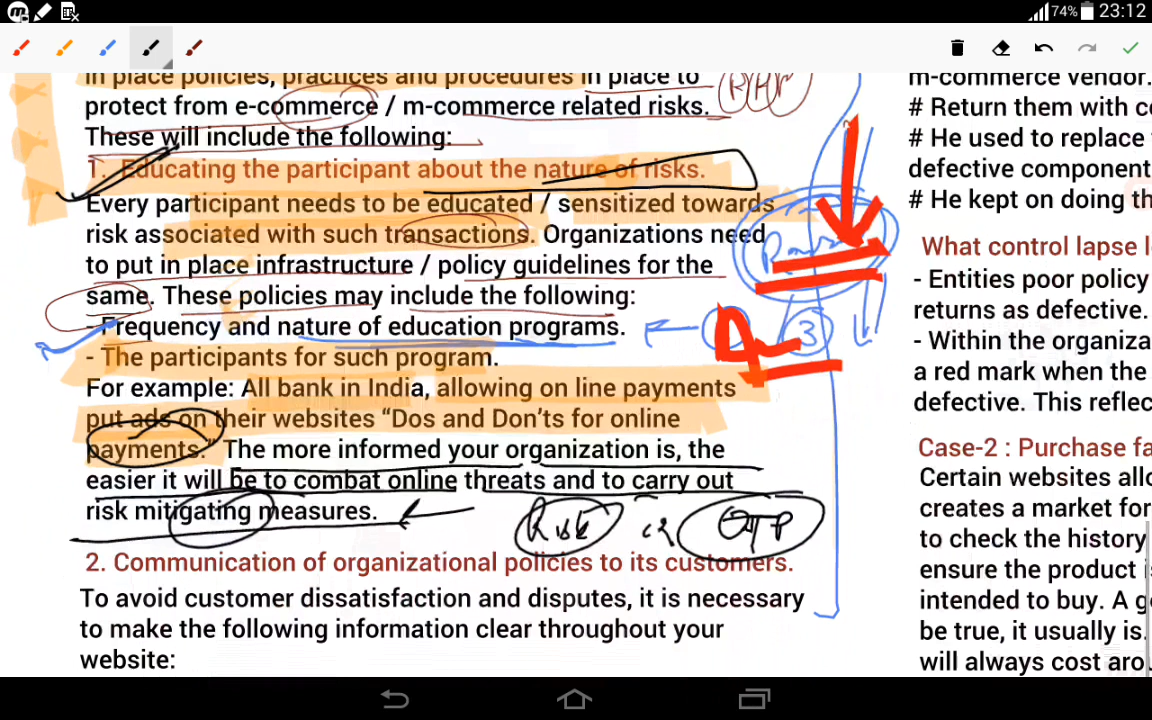 74% 23:12
in place policies, practices and procedures in place to
protect from e-commerce / m-commerce related risks.
These will include the following:
1. Educating the participant about the nature of risks.
Every participant needs to be educated / sensitized towards
risk associated with such transactions. Organizations need
to put in place infrastructure / policy guidelines for the
same. These policies may include the following:
- Frequency and nature of education programs.
- The participants for such program.
For example: All bank in India, allowing on line payments
put ads on their websites “Dos and Don'ts for online
payments.” The more informed your organization is, the
easier it will be to combat online threats and to carry out
risk mitigating measures.
Risk
3
2. Communication of organizational policies to its customers.
To avoid customer dissatisfaction and disputes, it is necessary
to make the following information clear throughout your
website:
m-commerce vendor.
# Return them with c
# He used to replace
defective component
# He kept on doing th
What control lapse l
- Entities poor policy
returns as defective.
- Within the organiza
a red mark when the
defective. This reflec
Case-2 : Purchase fa
Certain websites allo
creates a market for
to check the history
ensure the product i
intended to buy. A g
be true, it usually is.
will always cost aro